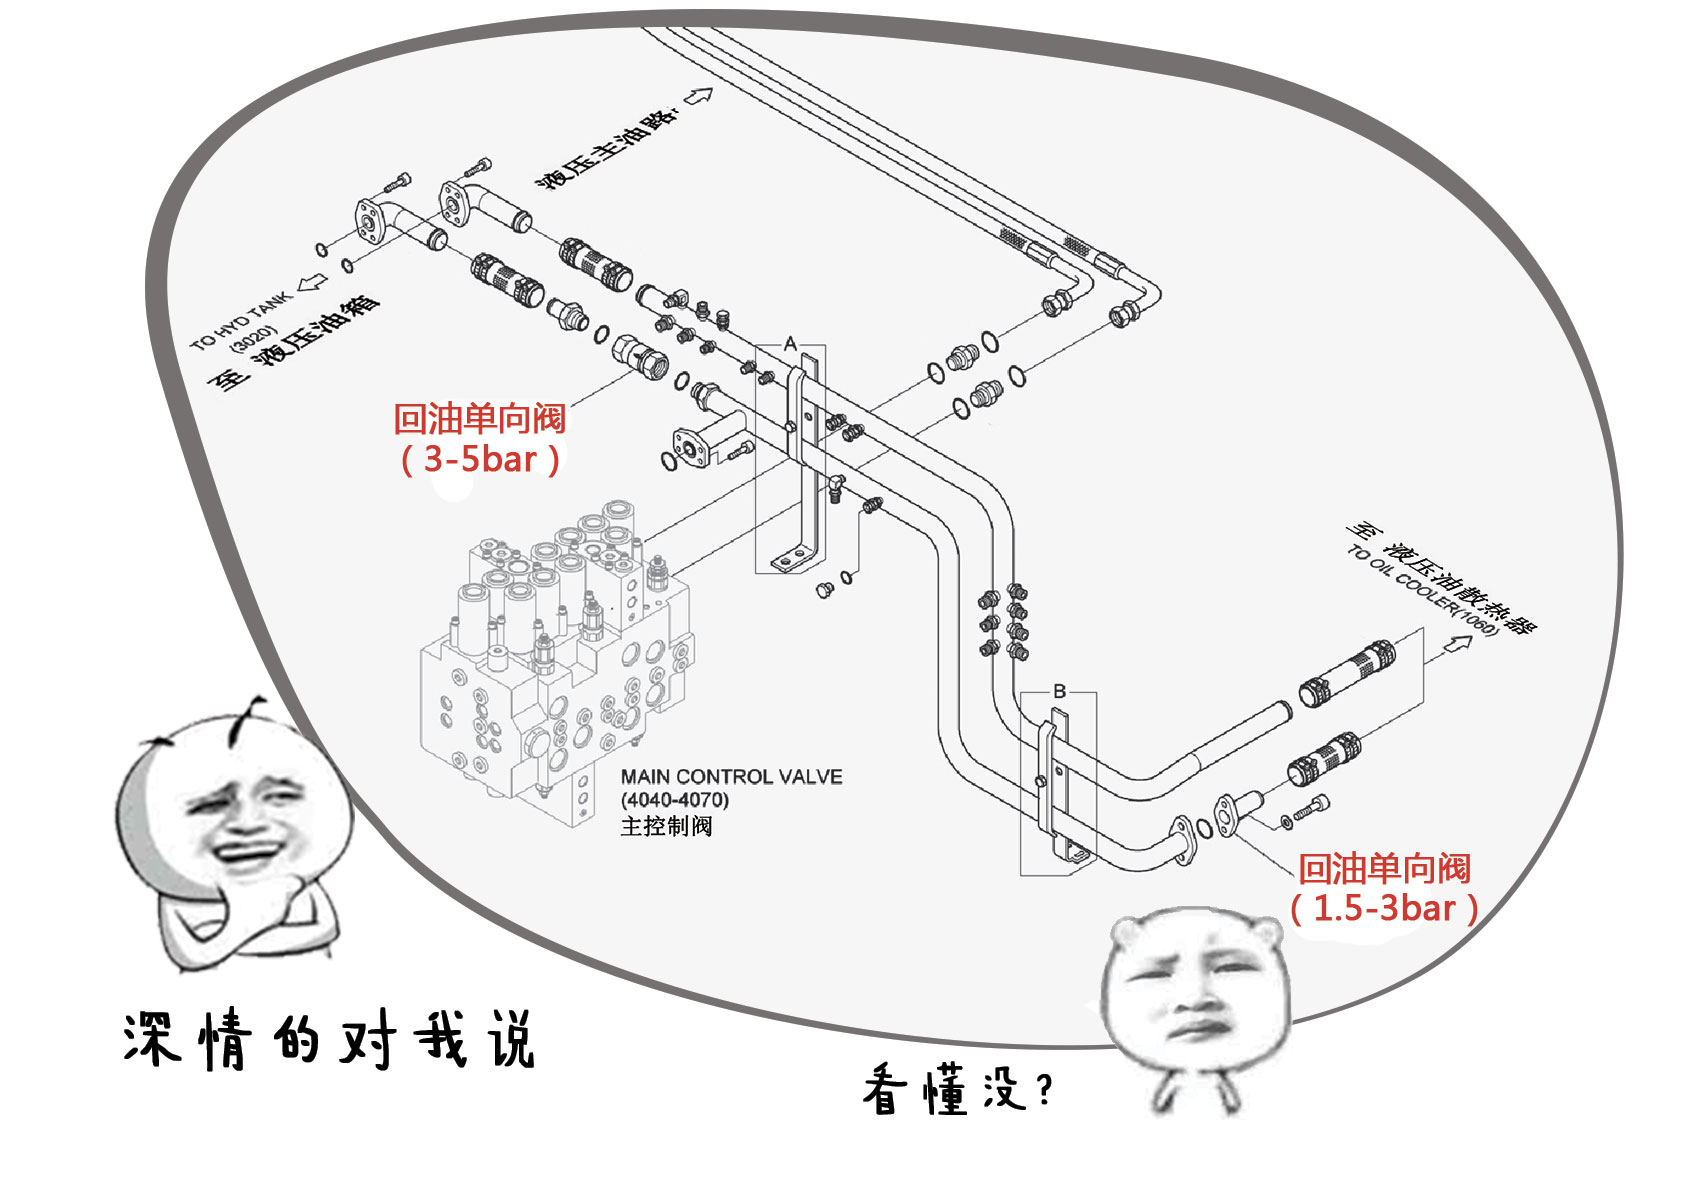 液压主油路
TO HYD TANK
(3020)
至 液压油箱
A
回油单向阀
（3-5bar）
至 液压油散热器
TO OIL COOLER(1060)
B
MAIN CONTROL VALVE
(4040-4070)
主控制阀
回油单向阀
（1.5-3bar）
深情的对我说
看懂没?